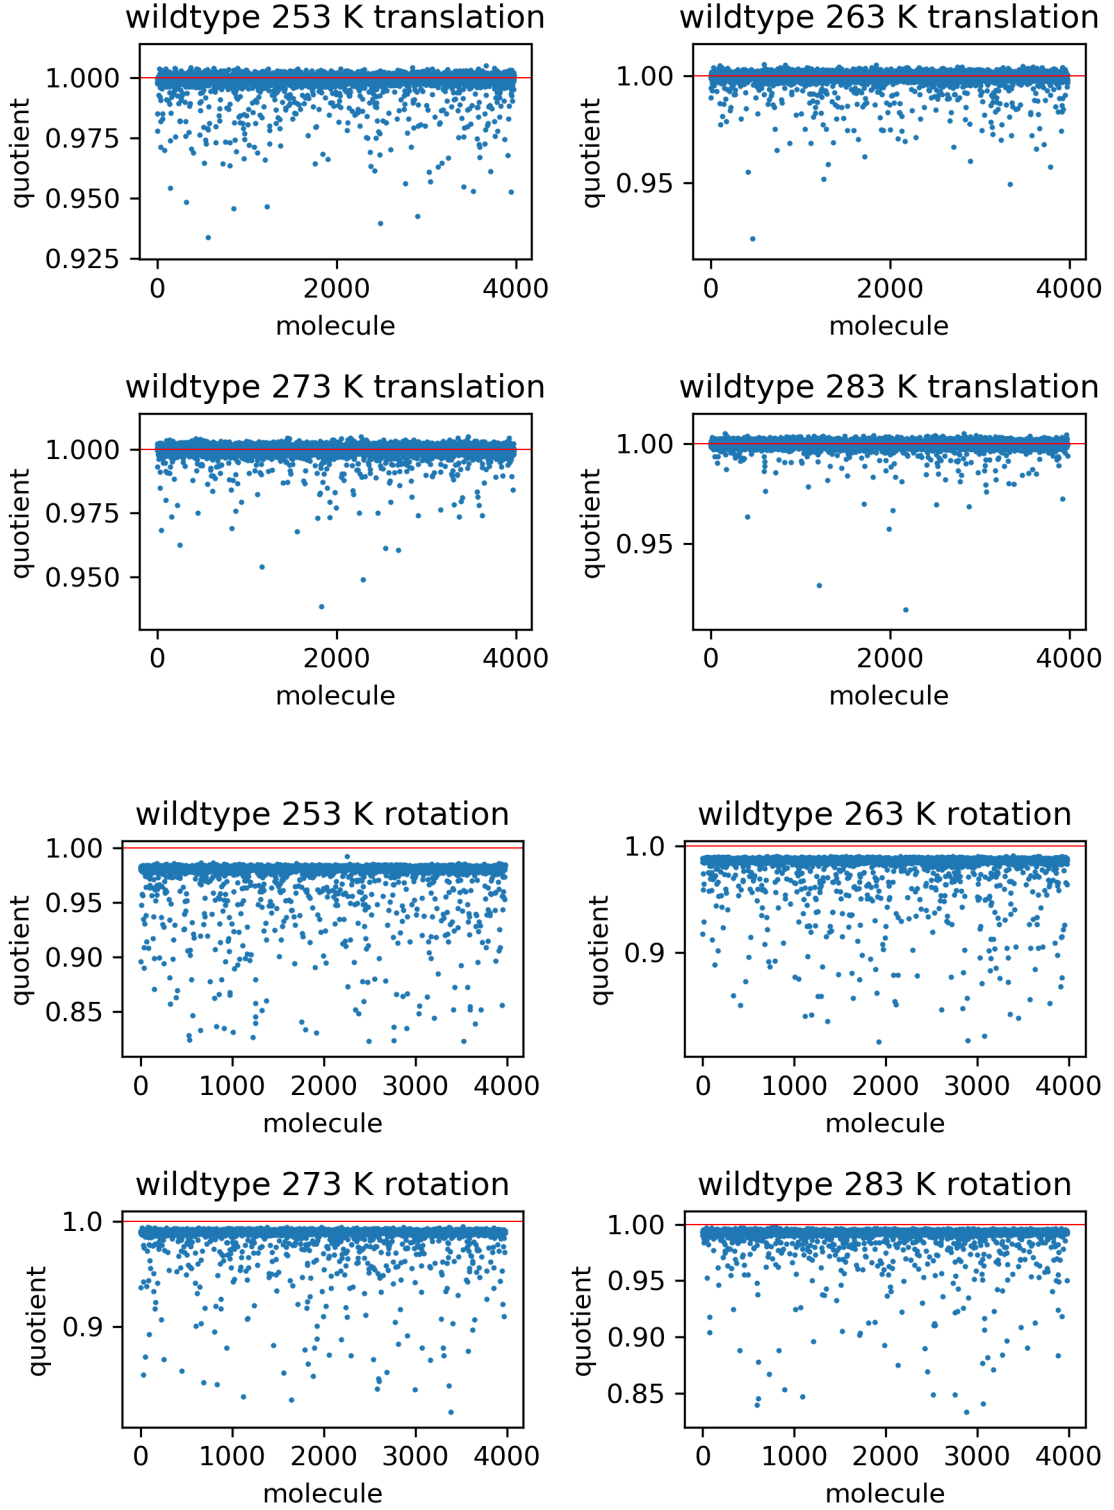 wildtype 253 K translation
wildtype 263 K translation
quotient
1.000
0.975
0.950
0.925
0 2000 4000
molecule
quotient
1.00
0.95
0 2000 4000
molecule
wildtype 273 K translation
wildtype 283 K translation
quotient
1.000
0.975
0.950
0 2000 4000
molecule
quotient
1.00
0.95
0 2000 4000
molecule
wildtype 253 K rotation
wildtype 263 K rotation
quotient
1.00
0.95
0.90
0.85
0 1000 2000 3000 4000
molecule
quotient
1.0
0.9
0 1000 2000 3000 4000
molecule
wildtype 273 K rotation
wildtype 283 K rotation
quotient
1.0
0.9
0 1000 2000 3000 4000
molecule
quotient
1.00
0.95
0.90
0.85
0 1000 2000 3000 4000
molecule